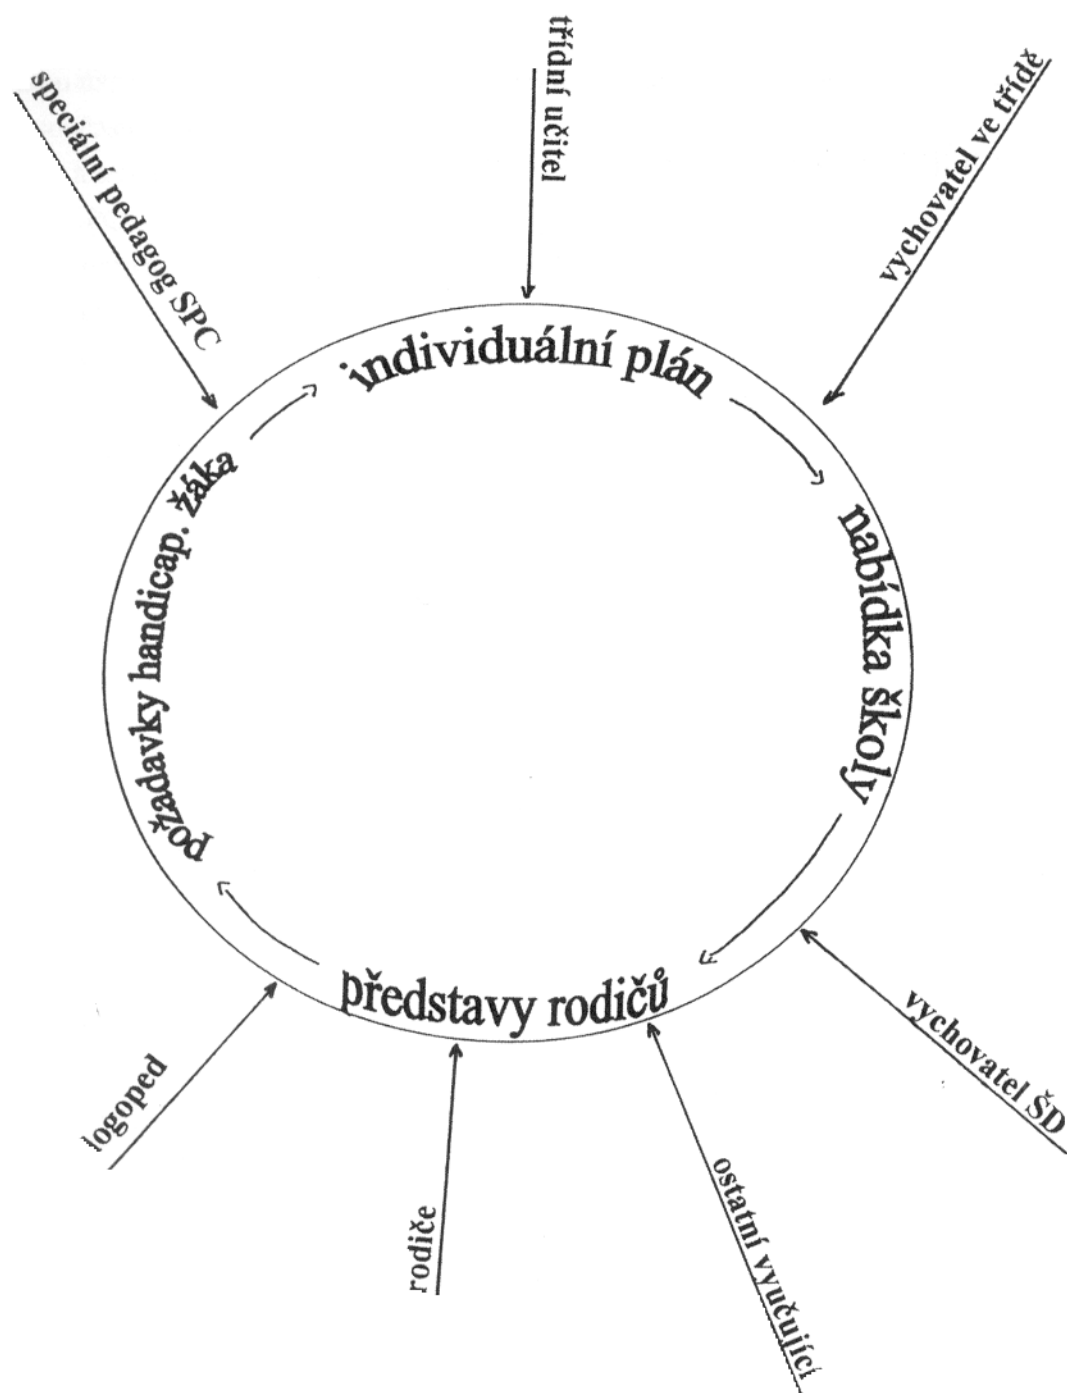 třídní učitel
vychovatel ve třídě
speciální pedagog SPC
individuální plán
nabídka školy
představy rodičů
požadavky handicap. žáka
vychovatel ŠD
ostatní vyučující
rodiče
logoped